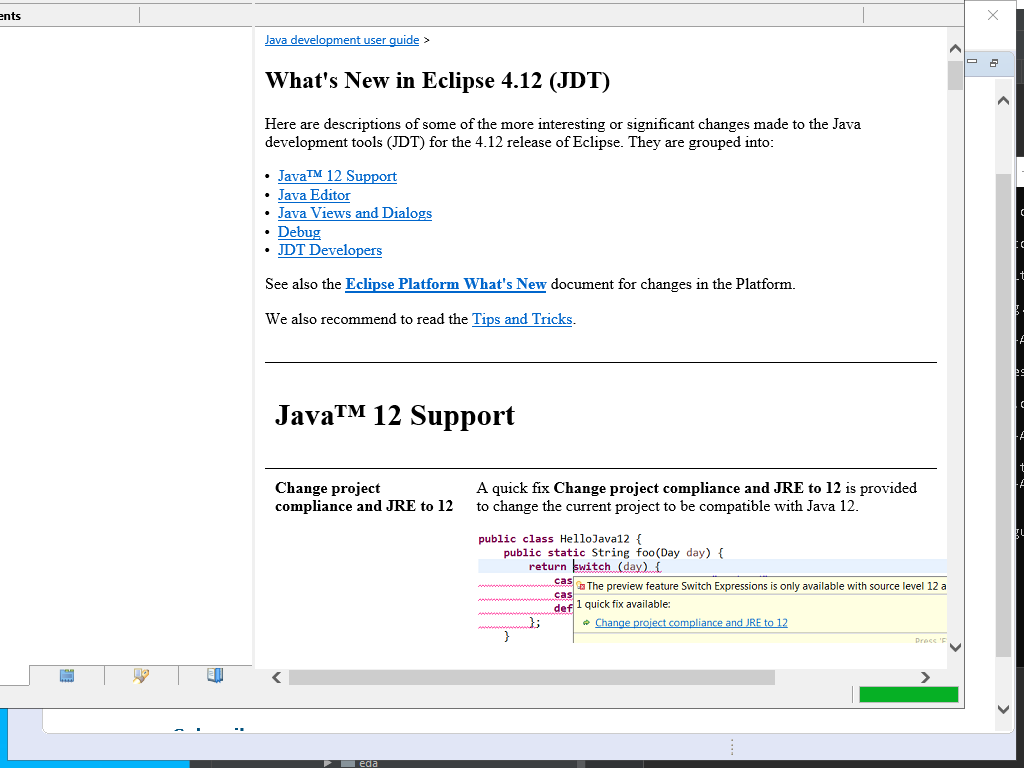 ents
Java development user guide >
What's New in Eclipse 4.12 (JDT)
Here are descriptions of some of the more interesting or significant changes made to the Java
development tools (JDT) for the 4.12 release of Eclipse. They are grouped into:
• Java™ 12 Support
• Java Editor
• Java Views and Dialogs
• Debug
• JDT Developers
See also the Eclipse Platform What's New document for changes in the Platform.
We also recommend to read the Tips and Tricks.
Java™ 12 Support
Change project
compliance and JRE to 12
A quick fix Change project compliance and JRE to 12 is provided
to change the current project to be compatible with Java 12.
public class HelloJava12 {
public static String foo(Day day) {
return switch (day) {
cas
The preview feature Switch Expressions is only available with source level 12 a
cas
1 quick fix available:
def
Change project compliance and JRE to 12
};
}
eda